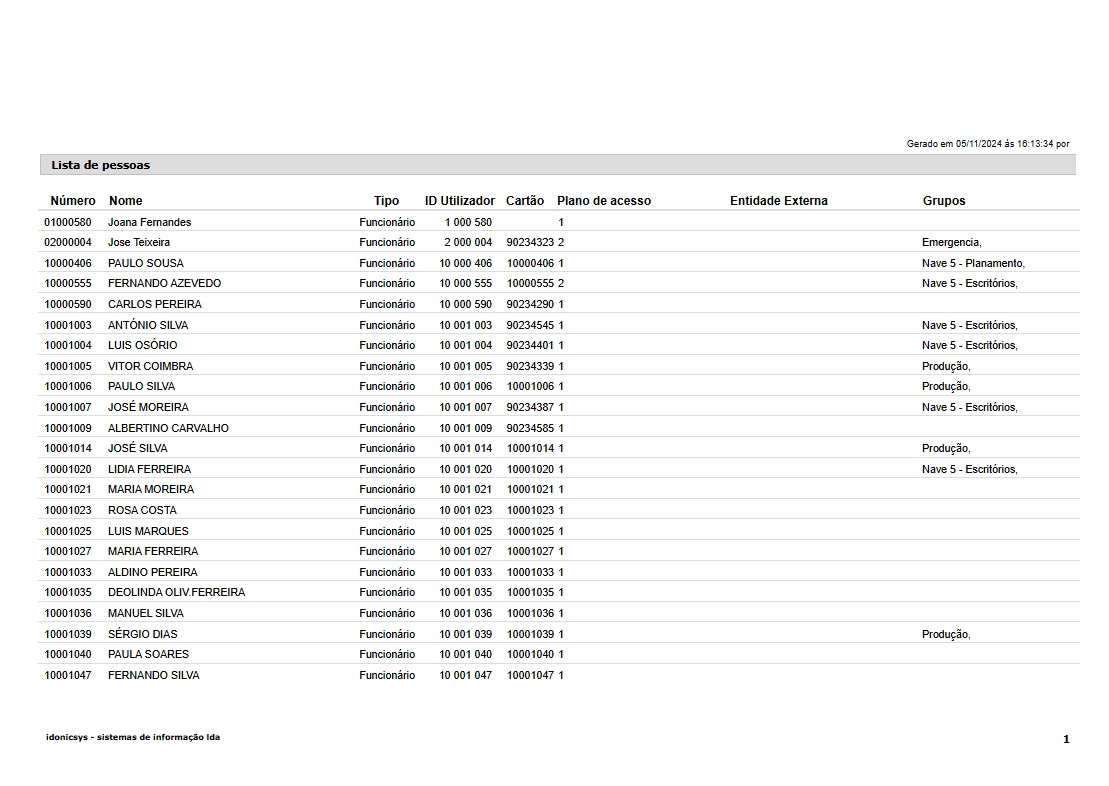 Gerado em 05/11/2024 às 16:13:34 por
Lista de pessoas
Número Nome Tipo ID Utilizador Cartão Plano de acesso Entidade Externa Grupos
01000580 Joana Fernandes Funcionário 1 000 580 1
02000004 Jose Teixeira Funcionário 2 000 004 90234323 2 Emergencia,
10000406 PAULO SOUSA Funcionário 10 000 406 10000406 1 Nave 5 - Planamento,
10000555 FERNANDO AZEVEDO Funcionário 10 000 555 10000555 2 Nave 5 - Escritórios,
10000590 CARLOS PEREIRA Funcionário 10 000 590 90234290 1
10001003 ANTÓNIO SILVA Funcionário 10 001 003 90234545 1 Nave 5 - Escritórios,
10001004 LUIS OSÓRIO Funcionário 10 001 004 90234401 1 Nave 5 - Escritórios,
10001005 VITOR COIMBRA Funcionário 10 001 005 90234339 1 Produção,
10001006 PAULO SILVA Funcionário 10 001 006 10001006 1 Produção,
10001007 JOSÉ MOREIRA Funcionário 10 001 007 90234387 1 Nave 5 - Escritórios,
10001009 ALBERTINO CARVALHO Funcionário 10 001 009 90234585 1
10001014 JOSÉ SILVA Funcionário 10 001 014 10001014 1 Produção,
10001020 LIDIA FERREIRA Funcionário 10 001 020 10001020 1 Nave 5 - Escritórios,
10001021 MARIA MOREIRA Funcionário 10 001 021 10001021 1
10001023 ROSA COSTA Funcionário 10 001 023 10001023 1
10001025 LUIS MARQUES Funcionário 10 001 025 10001025 1
10001027 MARIA FERREIRA Funcionário 10 001 027 10001027 1
10001033 ALDINO PEREIRA Funcionário 10 001 033 10001033 1
10001035 DEOLINDA OLIV.FERREIRA Funcionário 10 001 035 10001035 1
10001036 MANUEL SILVA Funcionário 10 001 036 10001036 1
10001039 SÉRGIO DIAS Funcionário 10 001 039 10001039 1 Produção,
10001040 PAULA SOARES Funcionário 10 001 040 10001040 1
10001047 FERNANDO SILVA Funcionário 10 001 047 10001047 1
idonicsys - sistemas de informação lda 1